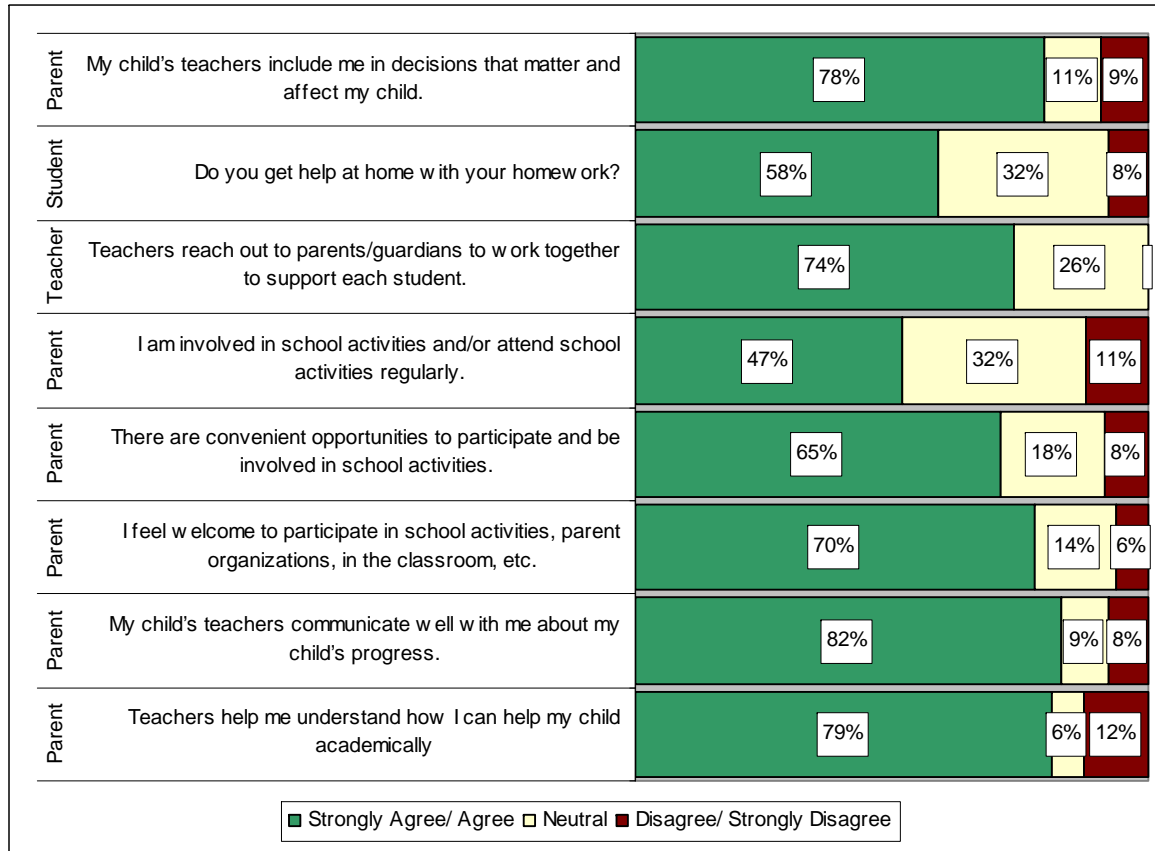 Parent
My child's teachers include me in decisions that matter and
affect my child.
78%
11%
9%
Student
Do you get help at home with your homework?
58%
32%
8%
Teacher
Teachers reach out to parents/guardians to work together
to support each student.
74%
26%
Parent
I am involved in school activities and/or attend school
activities regularly.
47%
32%
11%
Parent
There are convenient opportunities to participate and be
involved in school activities.
65%
18%
8%
Parent
I feel welcome to participate in school activities, parent
organizations, in the classroom, etc.
70%
14%
6%
Parent
My child's teachers communicate well with me about my
child's progress.
82%
9%
8%
Parent
Teachers help me understand how I can help my child
academically
79%
6%
12%
Strongly Agree/ Agree
Neutral
Disagree/ Strongly Disagree